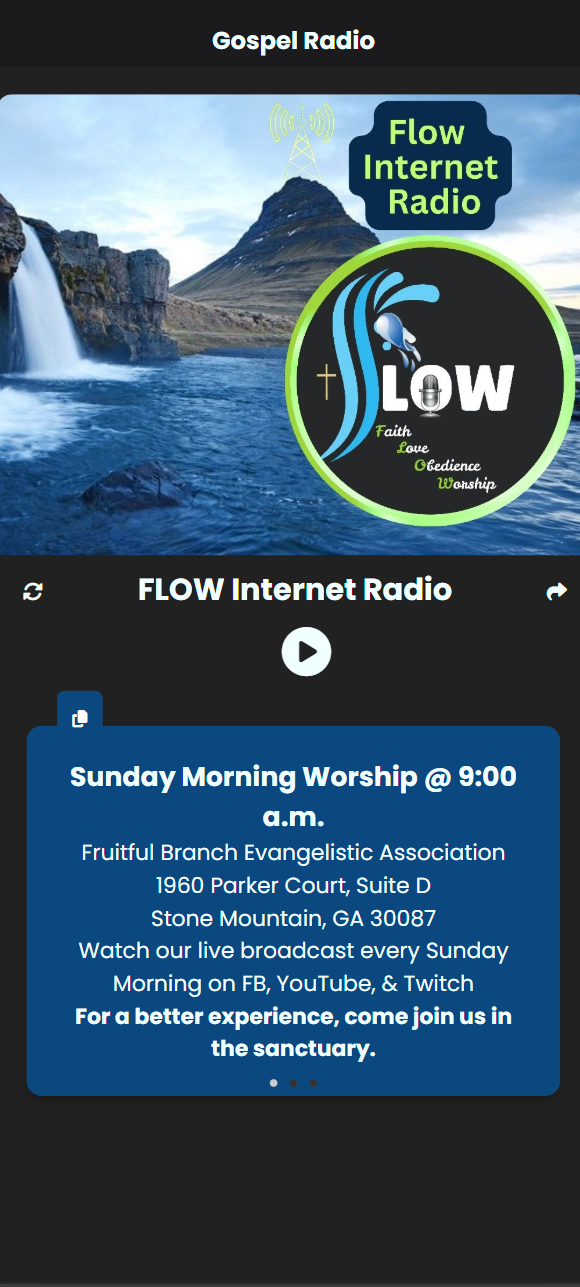 Gospel Radio
Flow
Internet
Radio
FLOW
Faith
Love
Obedience
Worship
FLOW Internet Radio
Sunday Morning Worship @ 9:00
a.m.
Fruitful Branch Evangelistic Association
1960 Parker Court, Suite D
Stone Mountain, GA 30087
Watch our live broadcast every Sunday
Morning on FB, YouTube, & Twitch
For a better experience, come join us in
the sanctuary.